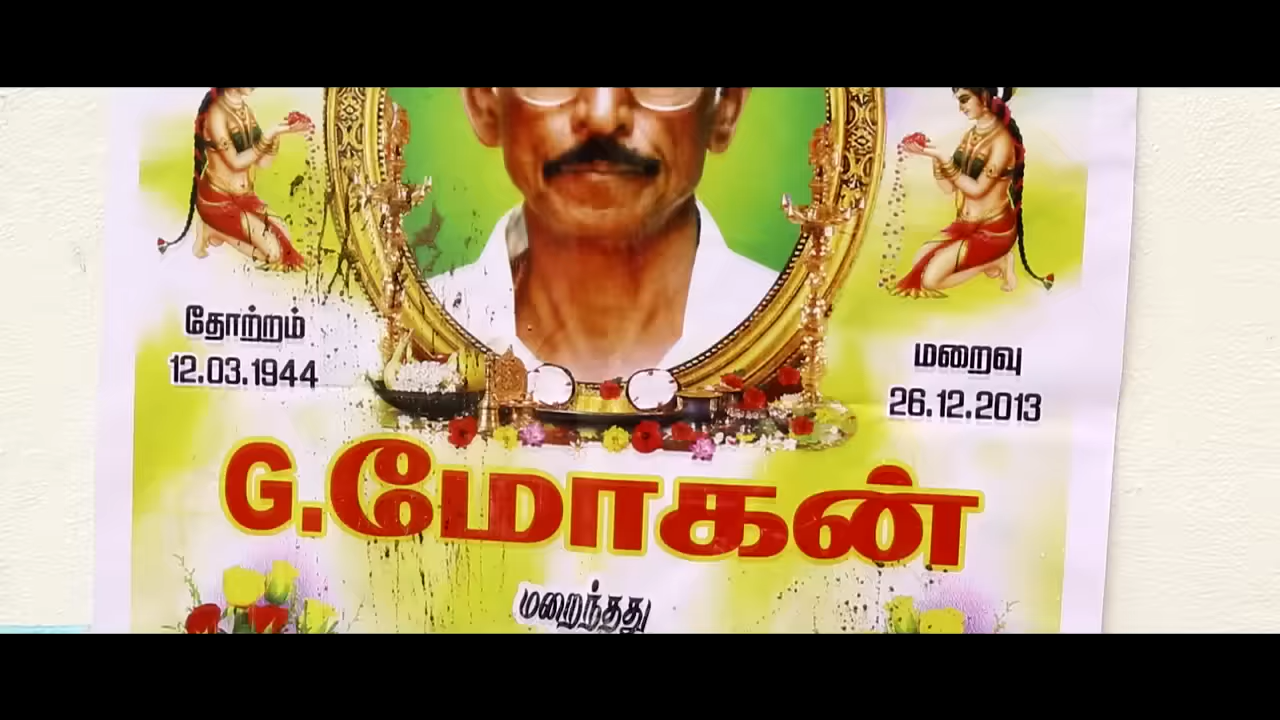 தோற்றம்
12.03.1944
மறைவு
26.12.2013
G.மோகன்
மறைந்தது